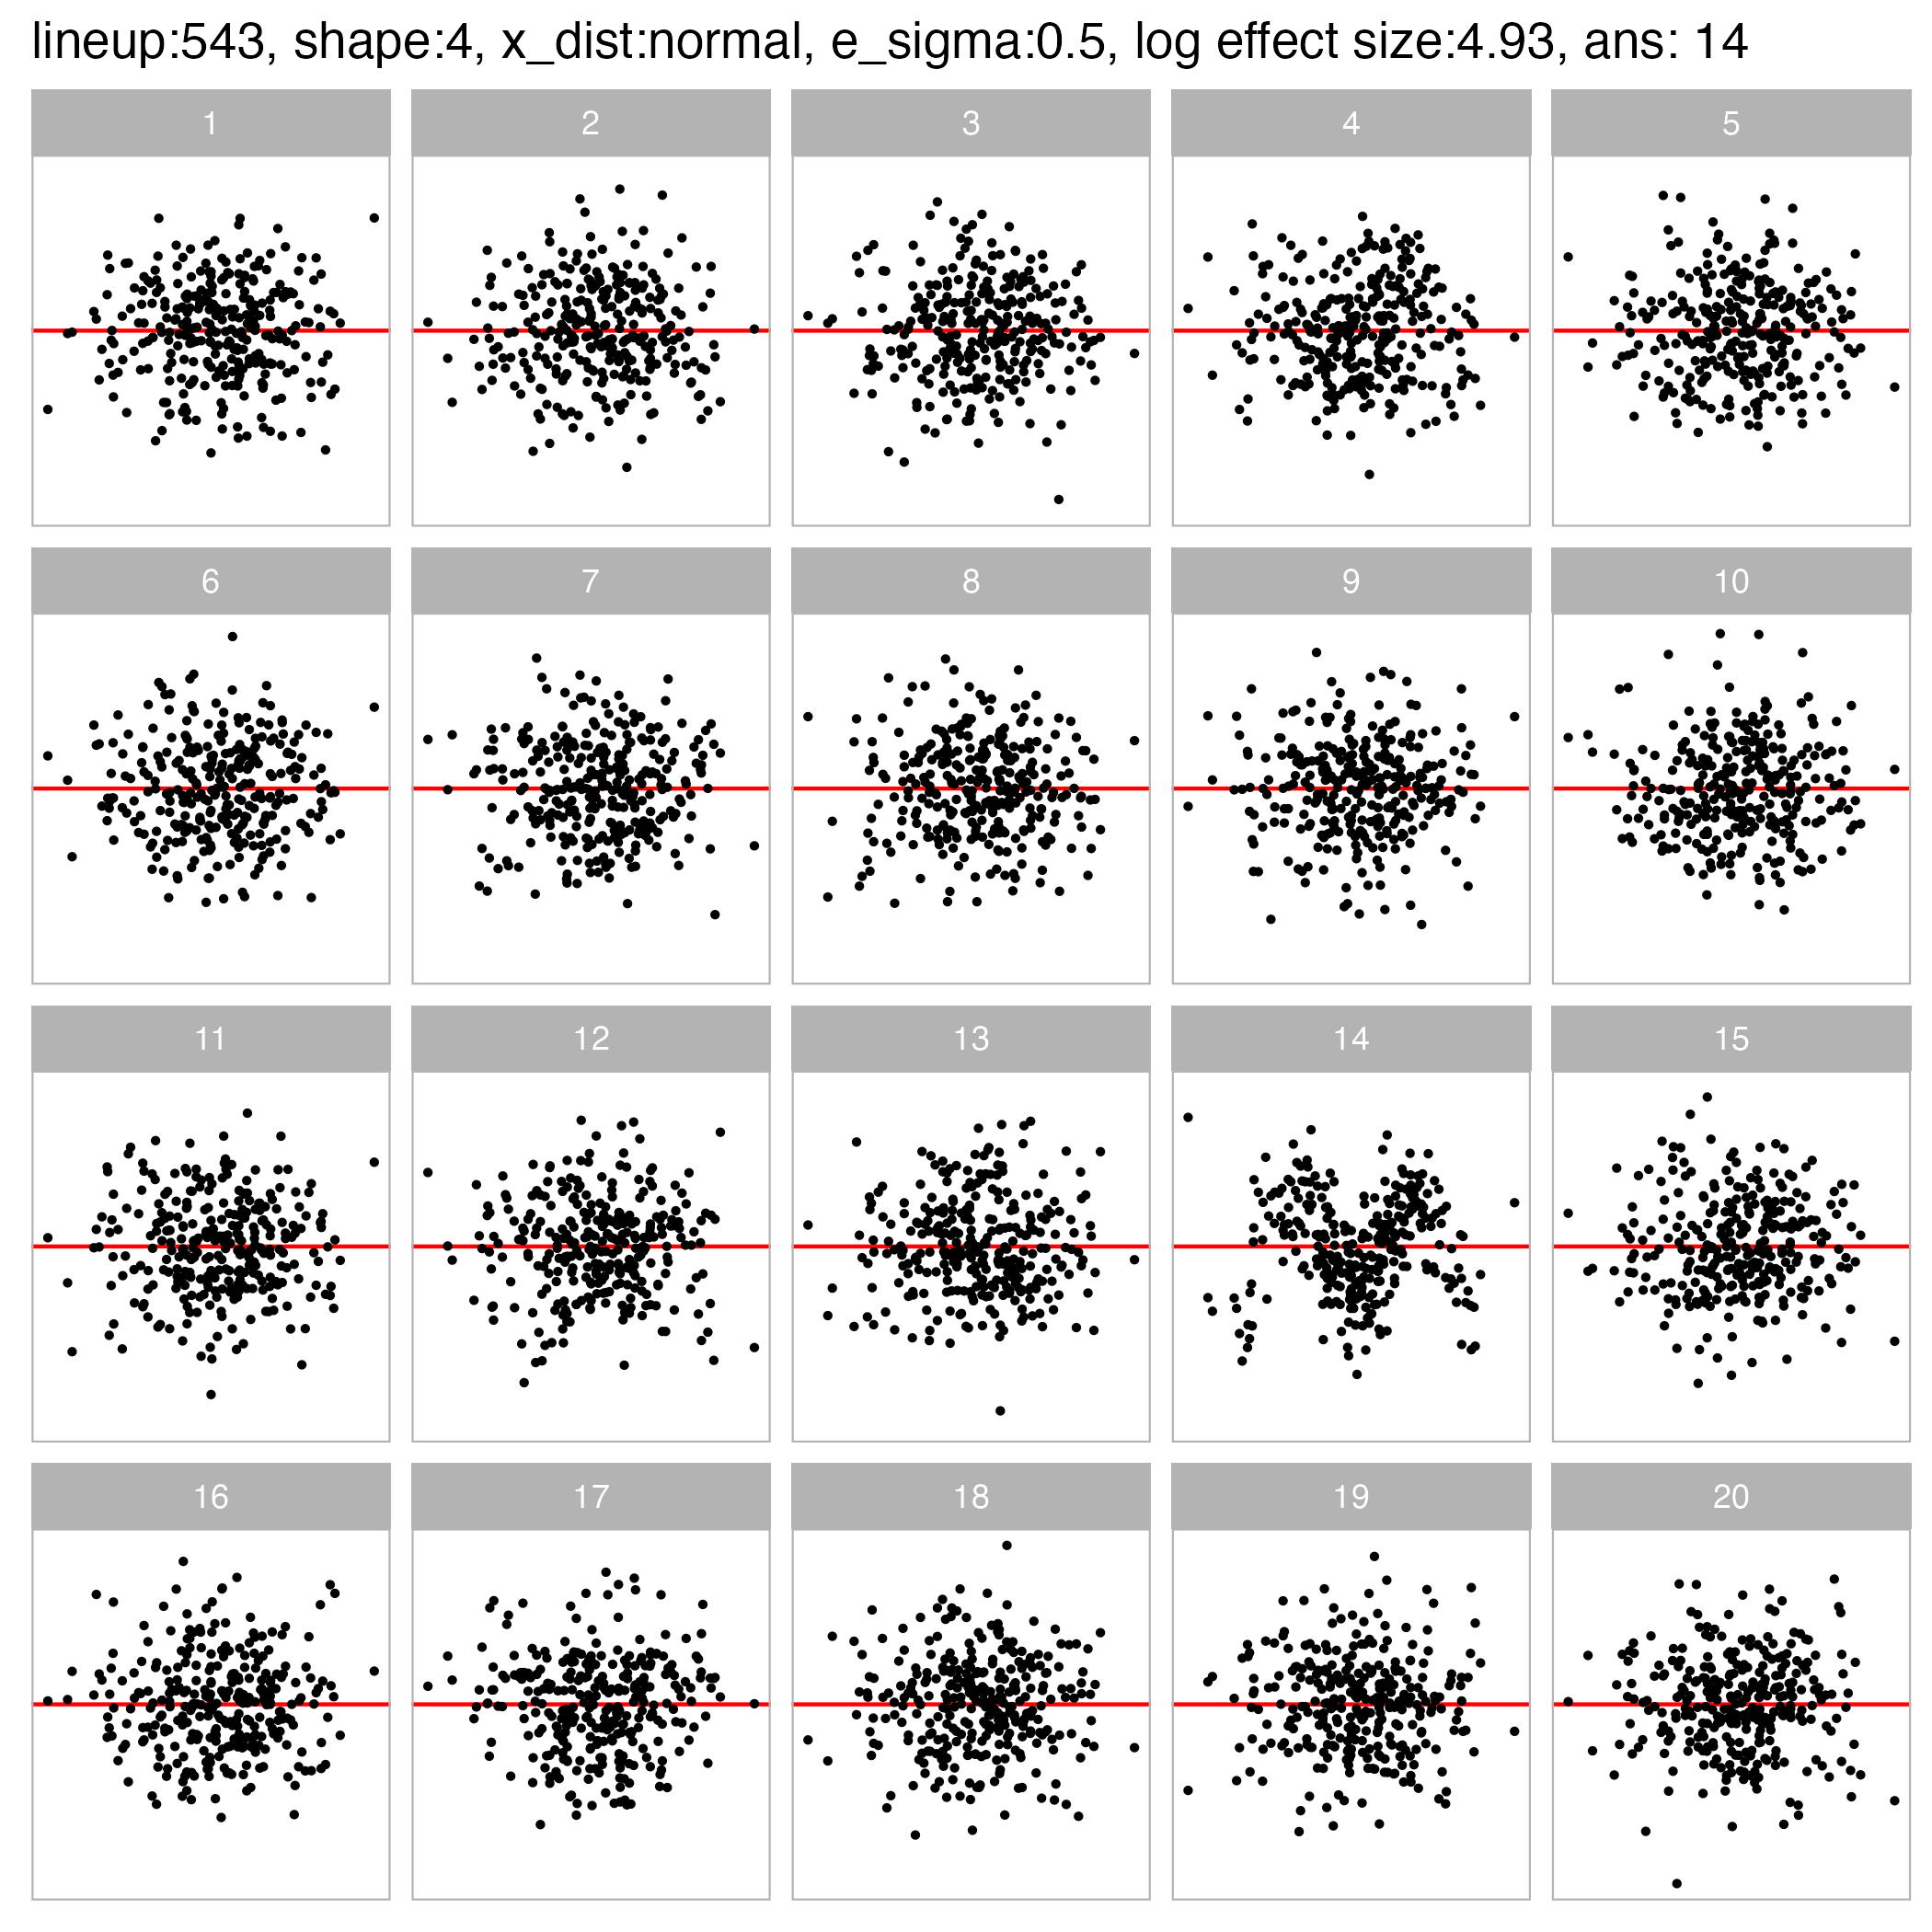 lineup:543, shape:4, x_dist:normal, e_sigma:0.5, log effect size:4.93, ans: 14
1 2 3 4 5
6 7 8 9 10
11 12 13 14 15
16 17 18 19 20